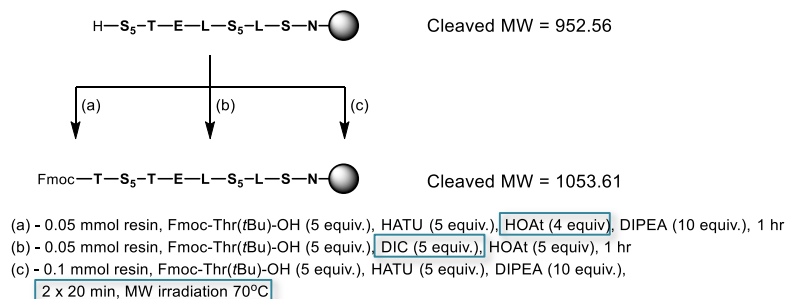 H—S₅—T—E—L—S₅—L—S—N— Cleaved MW = 952.56
(a) (b) (c)
Fmoc—T—S₅—T—E—L—S₅—L—S—N— Cleaved MW = 1053.61
(a) - 0.05 mmol resin, Fmoc-Thr(tBu)-OH (5 equiv.), HATU (5 equiv.), HOAt (4 equiv), DIPEA (10 equiv.), 1 hr
(b) - 0.05 mmol resin, Fmoc-Thr(tBu)-OH (5 equiv.), DIC (5 equiv.), HOAt (5 equiv), 1 hr
(c) - 0.1 mmol resin, Fmoc-Thr(tBu)-OH (5 equiv.), HATU (5 equiv.), DIPEA (10 equiv.),
2 x 20 min, MW irradiation 70ºC